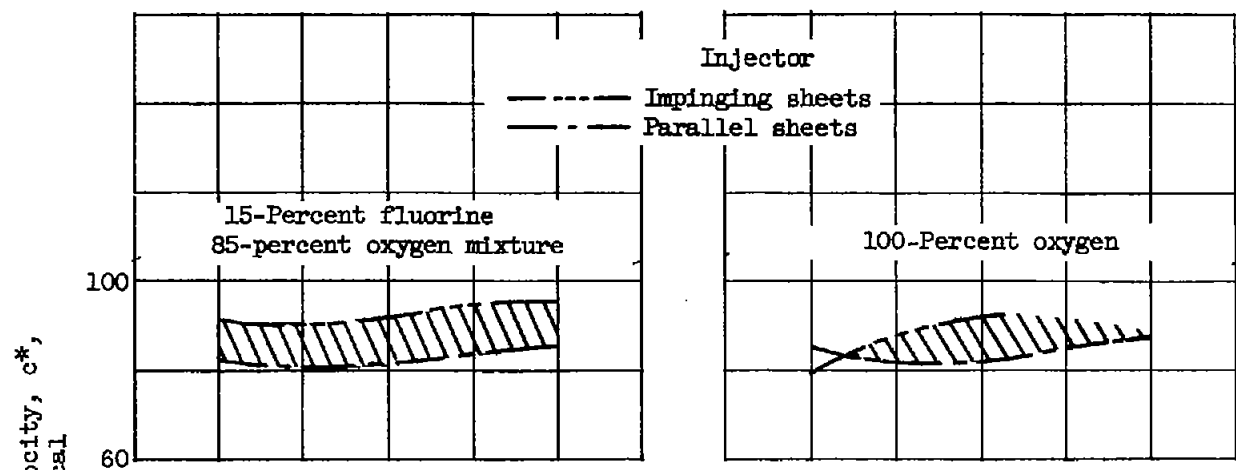 Injector
Impinging sheets
Parallel sheets
15-Percent fluorine
85-percent oxygen mixture
100-Percent oxygen
100
60
c*,